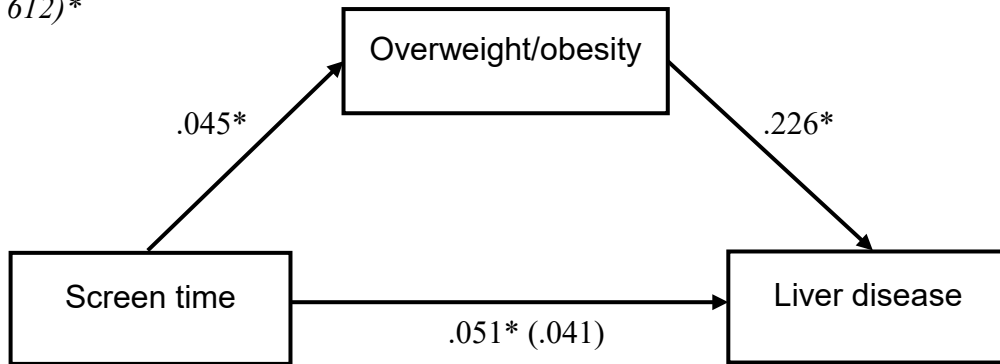 612)*
Overweight/obesity
.045*
.226*
Screen time
Liver disease
.051* (.041)